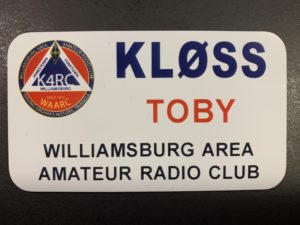 KLØSS
TOBY
WILLIAMSBURG AREA
AMATEUR RADIO CLUB
K4RC
WILLIAMSBURG
WAARC